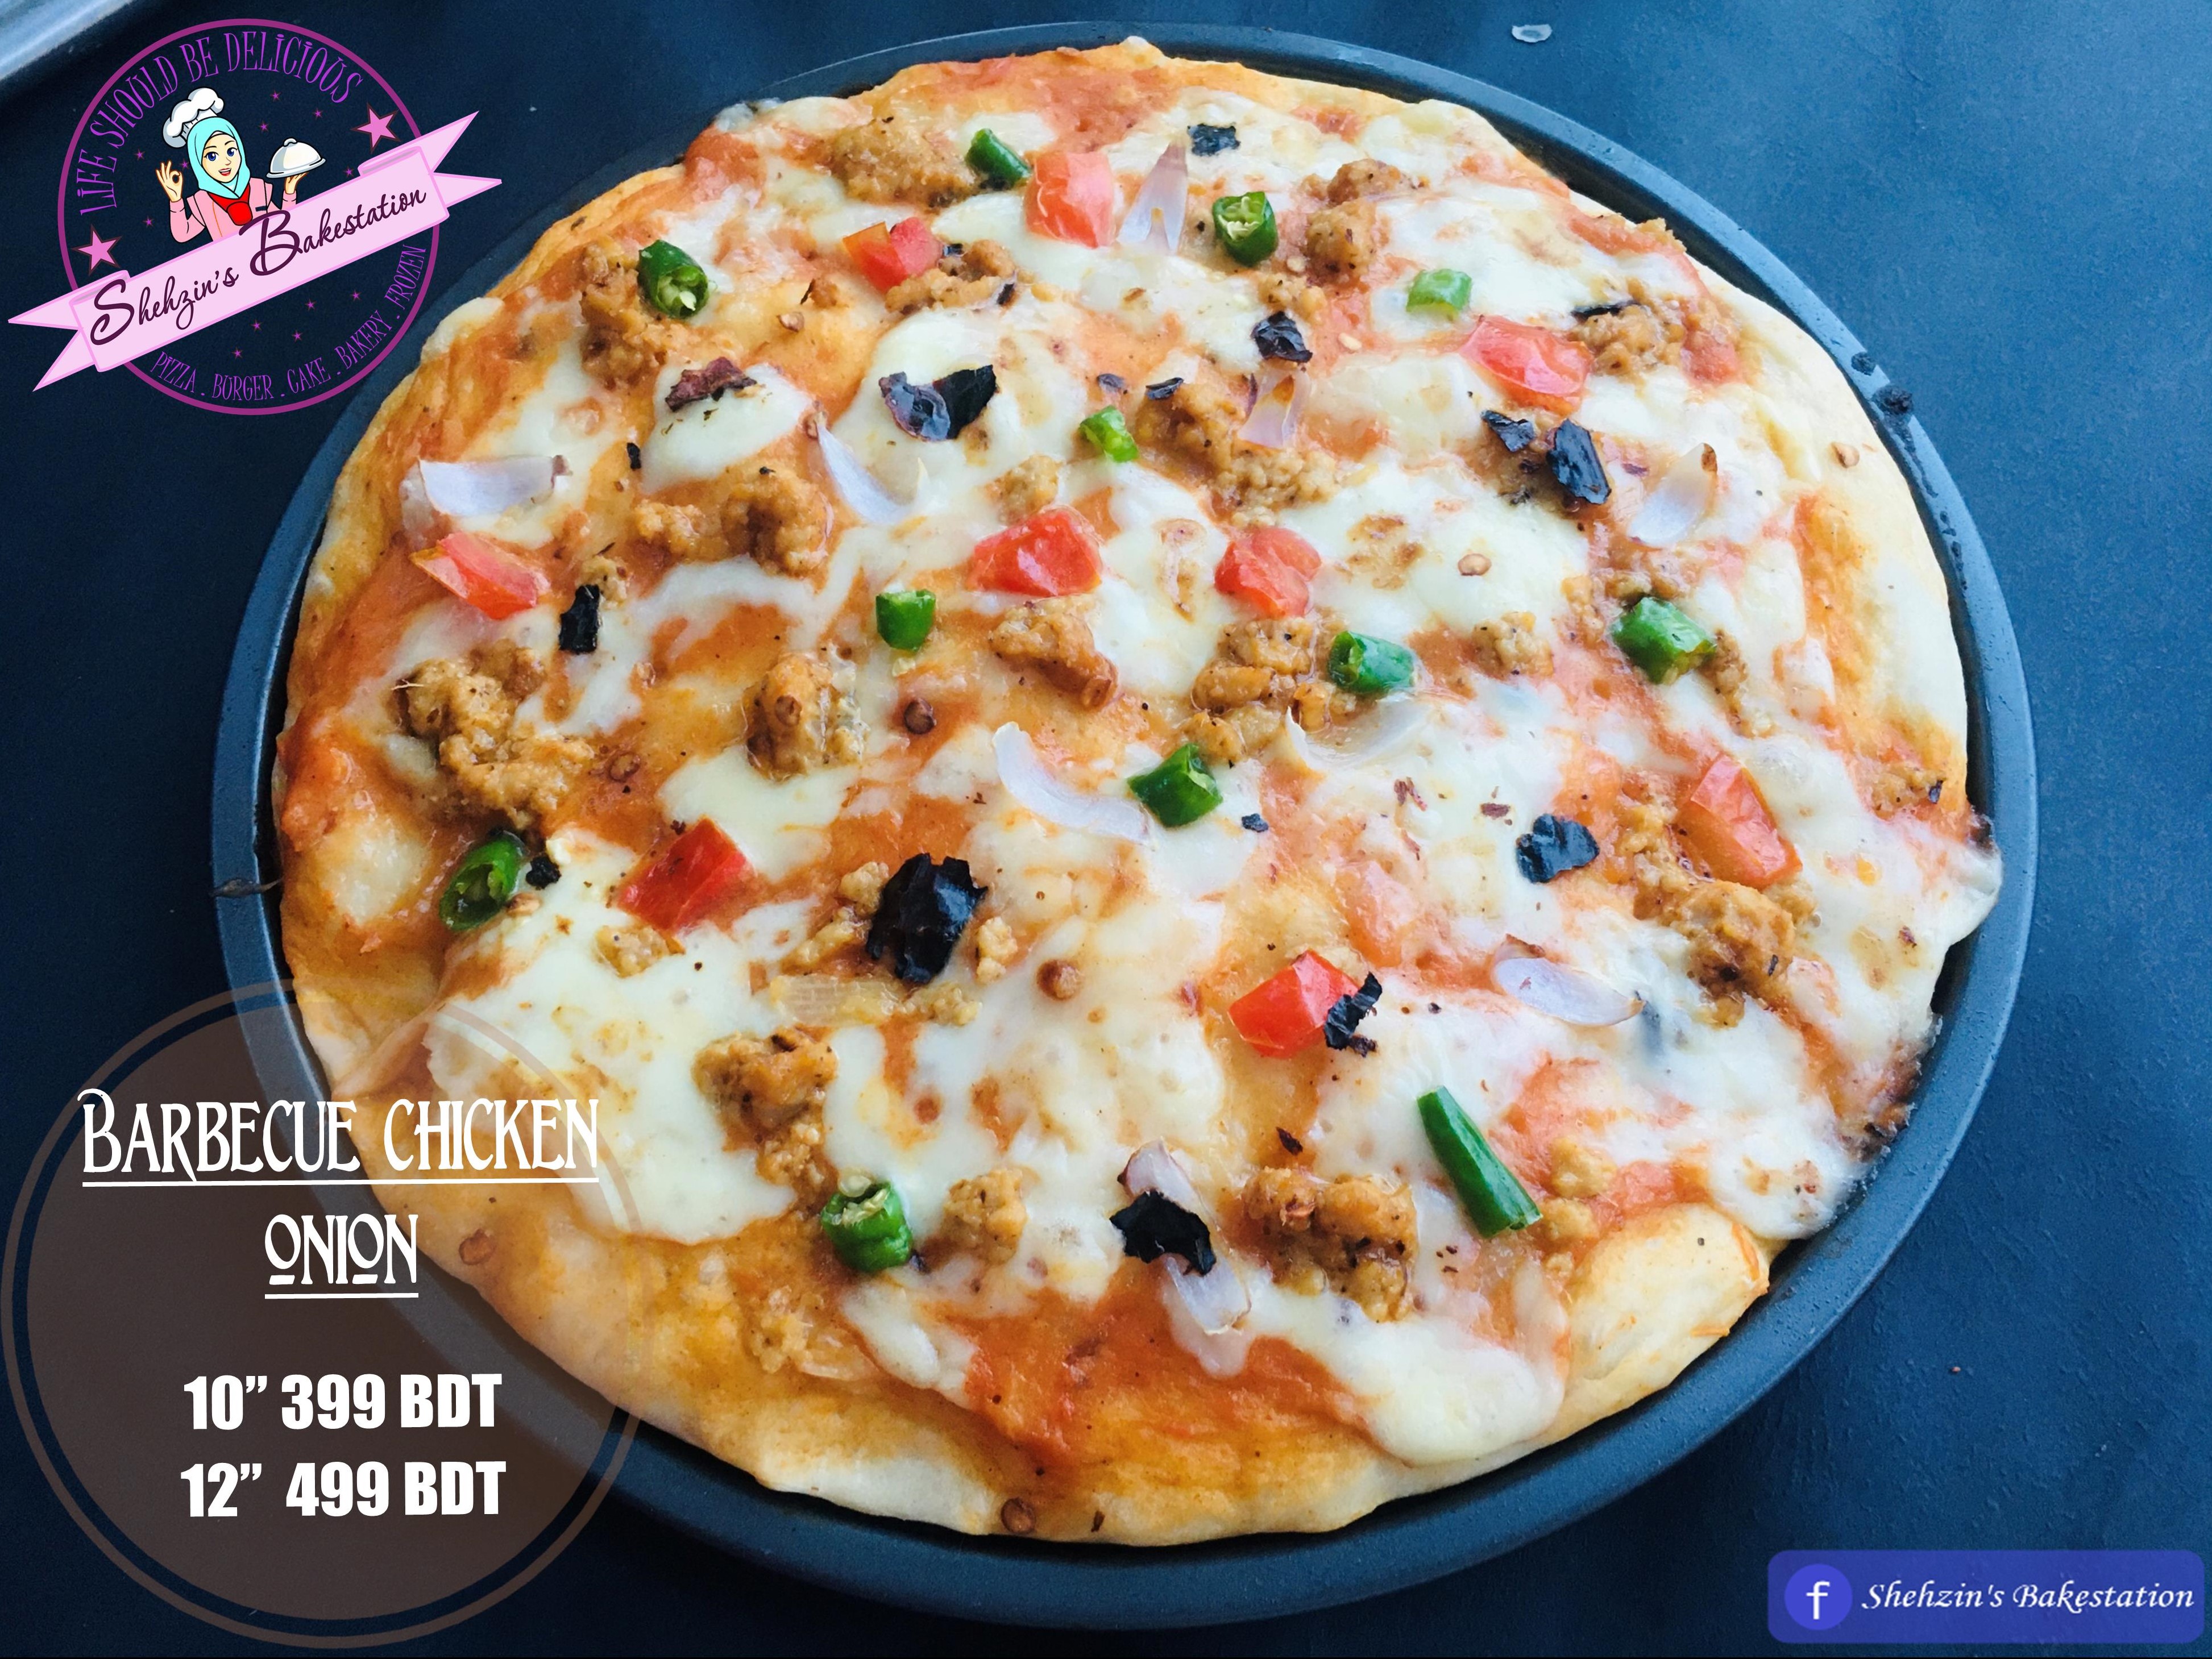 LIFE SHOULD BE DELICIOUS
Shehzin's Bakestation
PIZZA . BURGER . CAKE . BAKERY . FROZEN
BARBECUE CHICKEN
ONION
10” 399 BDT
12” 499 BDT
f Shehzin's Bakestation